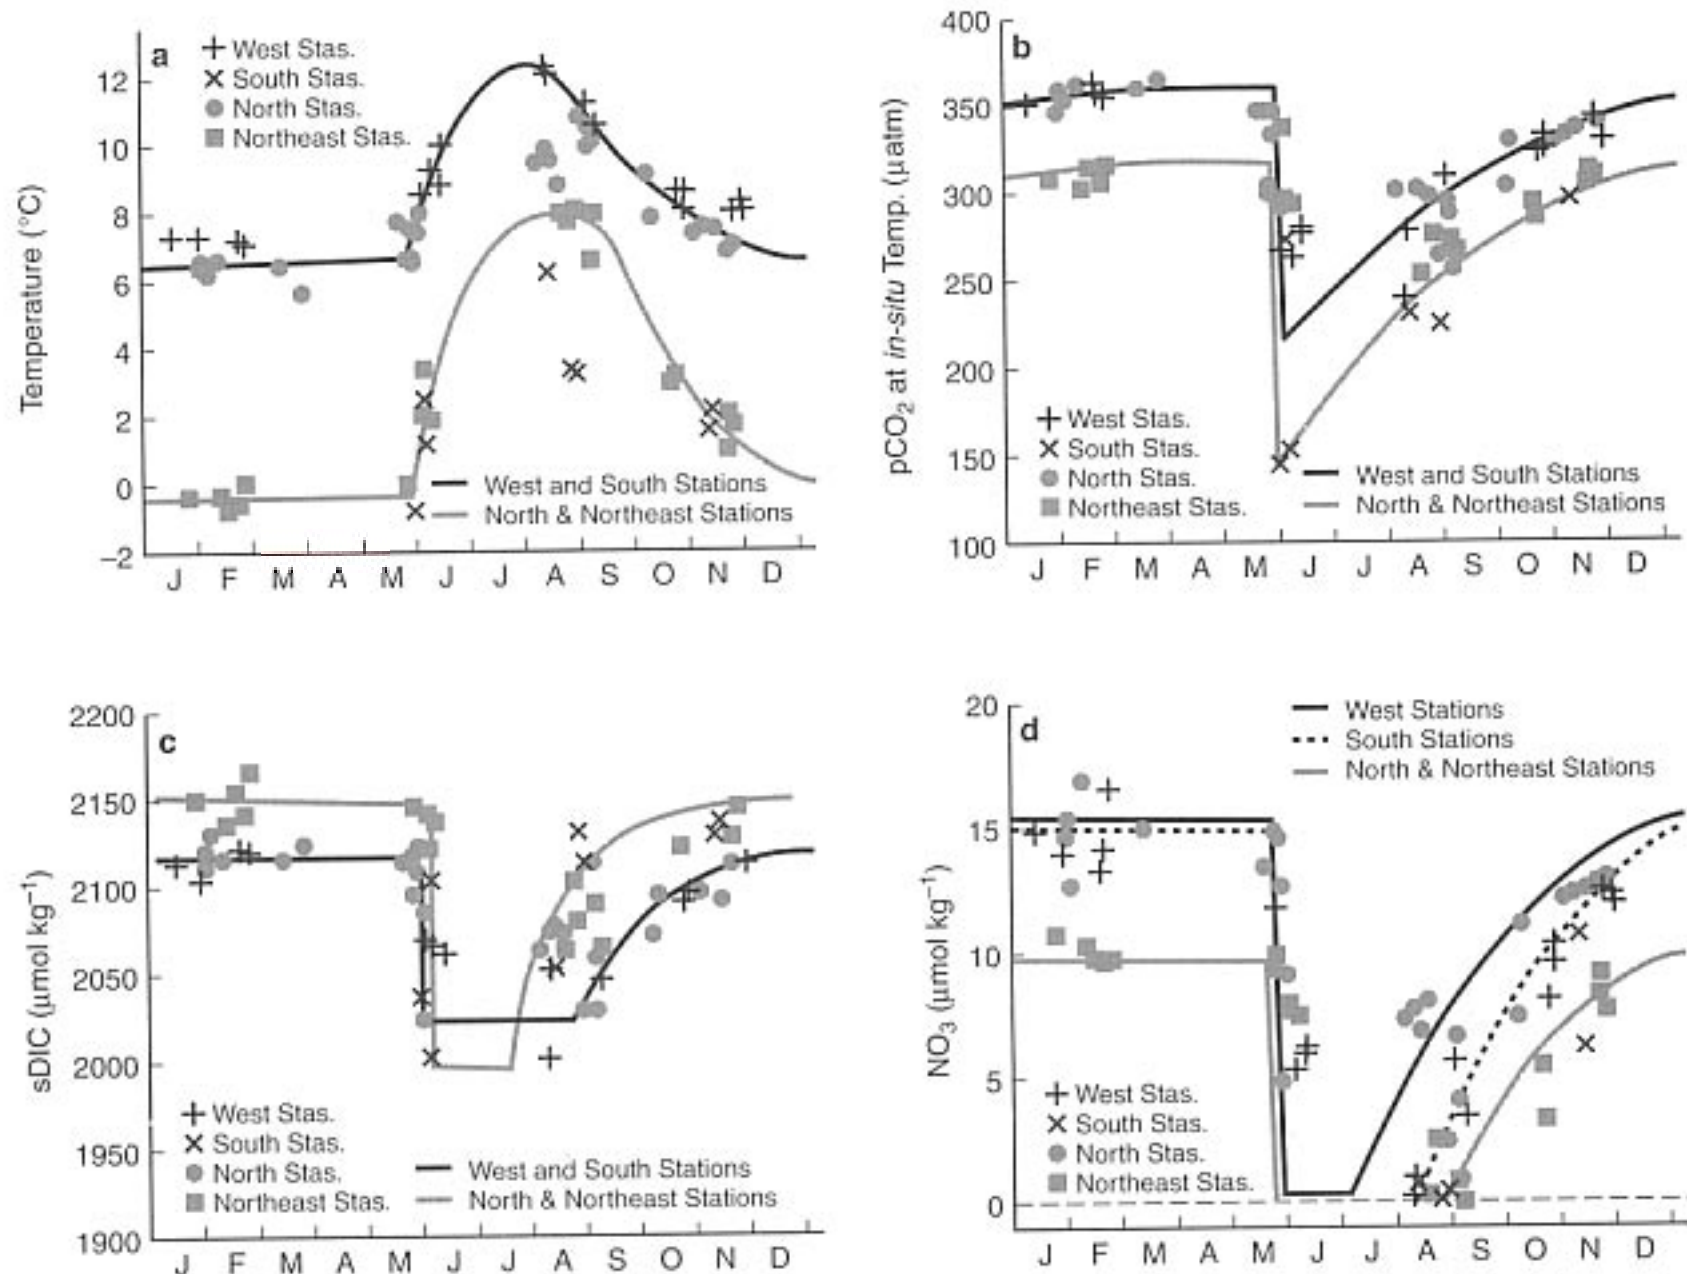 a
West Stas.
South Stas.
North Stas.
Northeast Stas.
12
10
8
6
4
2
0
–2
Temperature (°C)
West and South Stations
North & Northeast Stations
J F M A M J J A S O N D
b
400
350
300
250
200
150
100
pCO₂ at in-situ Temp. (µatm)
West Stas.
South Stas.
North Stas.
Northeast Stas.
West and South Stations
North & Northeast Stations
J F M A M J J A S O N D
c
2200
2150
2100
2050
2000
1950
1900
sDIC (µmol kg⁻¹)
West Stas.
South Stas.
North Stas.
Northeast Stas.
West and South Stations
North & Northeast Stations
J F M A M J J A S O N D
d
20
15
10
5
0
NO₃ (µmol kg⁻¹)
West Stations
South Stations
North & Northeast Stations
West Stas.
South Stas.
North Stas.
Northeast Stas.
J F M A M J J A S O N D